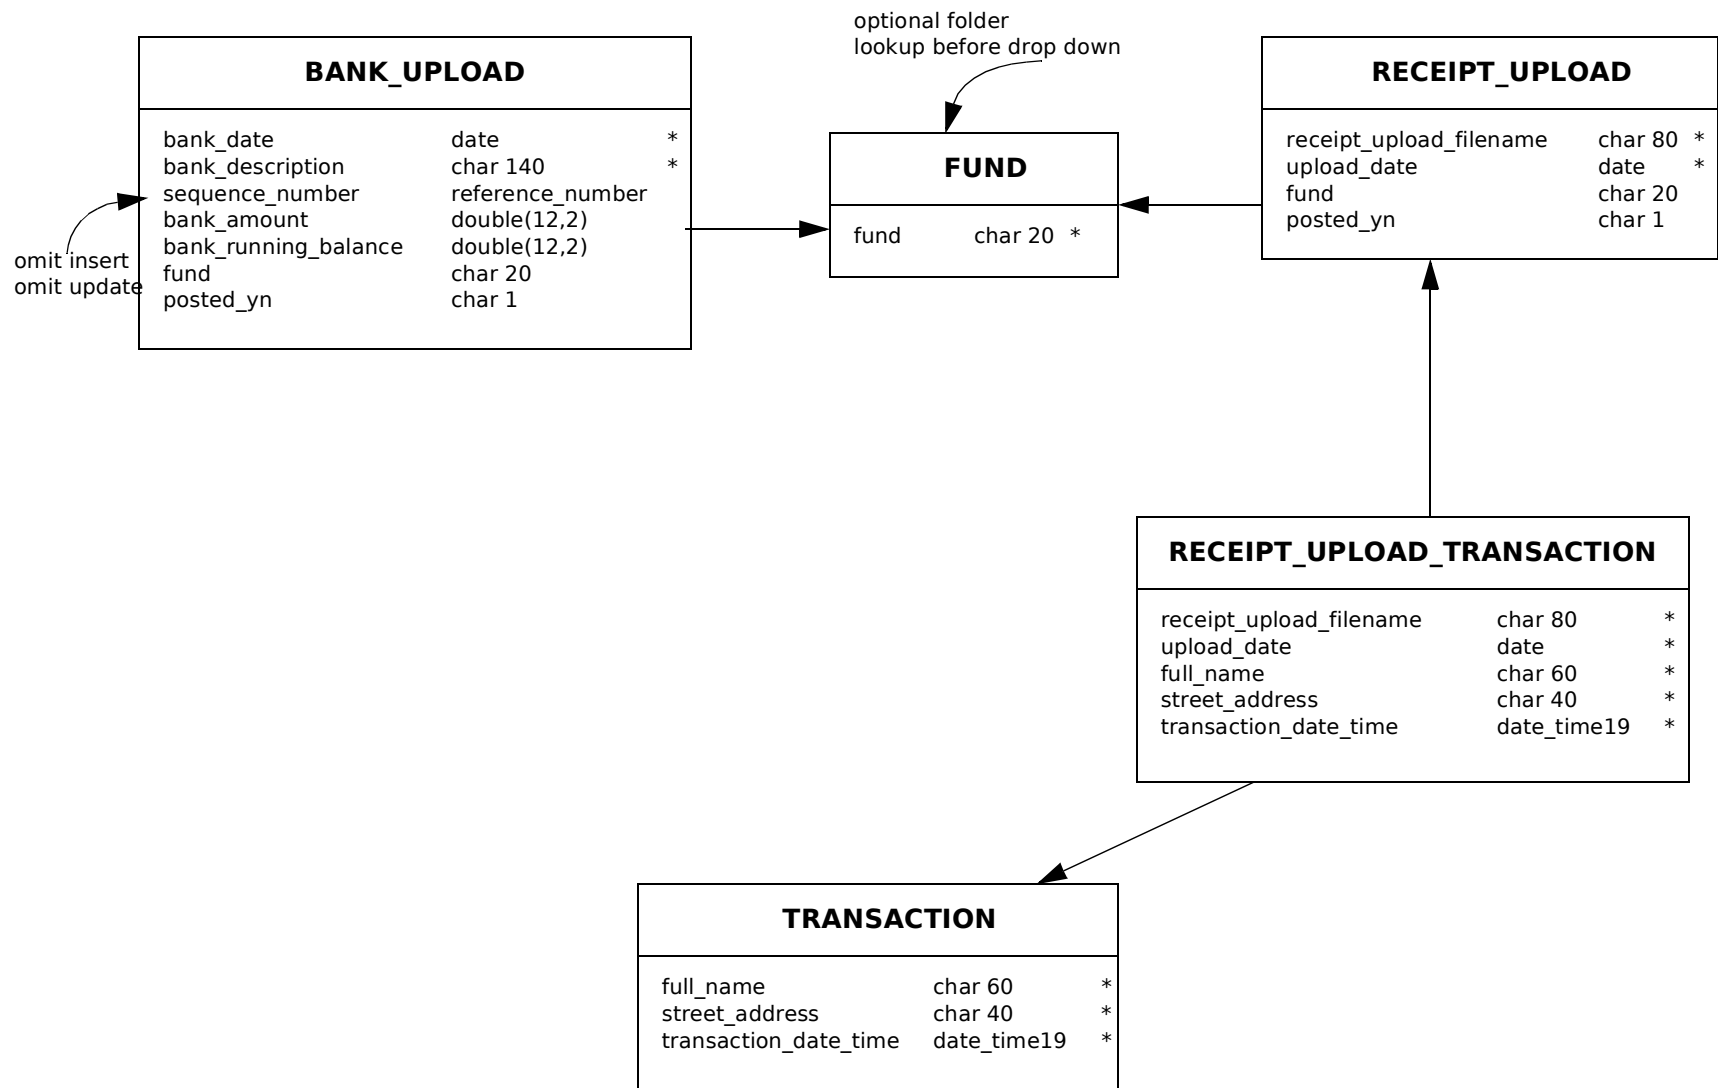 optional folder
lookup before drop down
BANK_UPLOAD
bank_date date *
bank_description char 140 *
sequence_number reference_number
bank_amount double(12,2)
bank_running_balance double(12,2)
fund char 20
posted_yn char 1
omit insert
omit update
FUND
fund char 20 *
RECEIPT_UPLOAD
receipt_upload_filename char 80 *
upload_date date *
fund char 20
posted_yn char 1
RECEIPT_UPLOAD_TRANSACTION
receipt_upload_filename char 80 *
upload_date date *
full_name char 60 *
street_address char 40 *
transaction_date_time date_time19 *
TRANSACTION
full_name char 60 *
street_address char 40 *
transaction_date_time date_time19 *